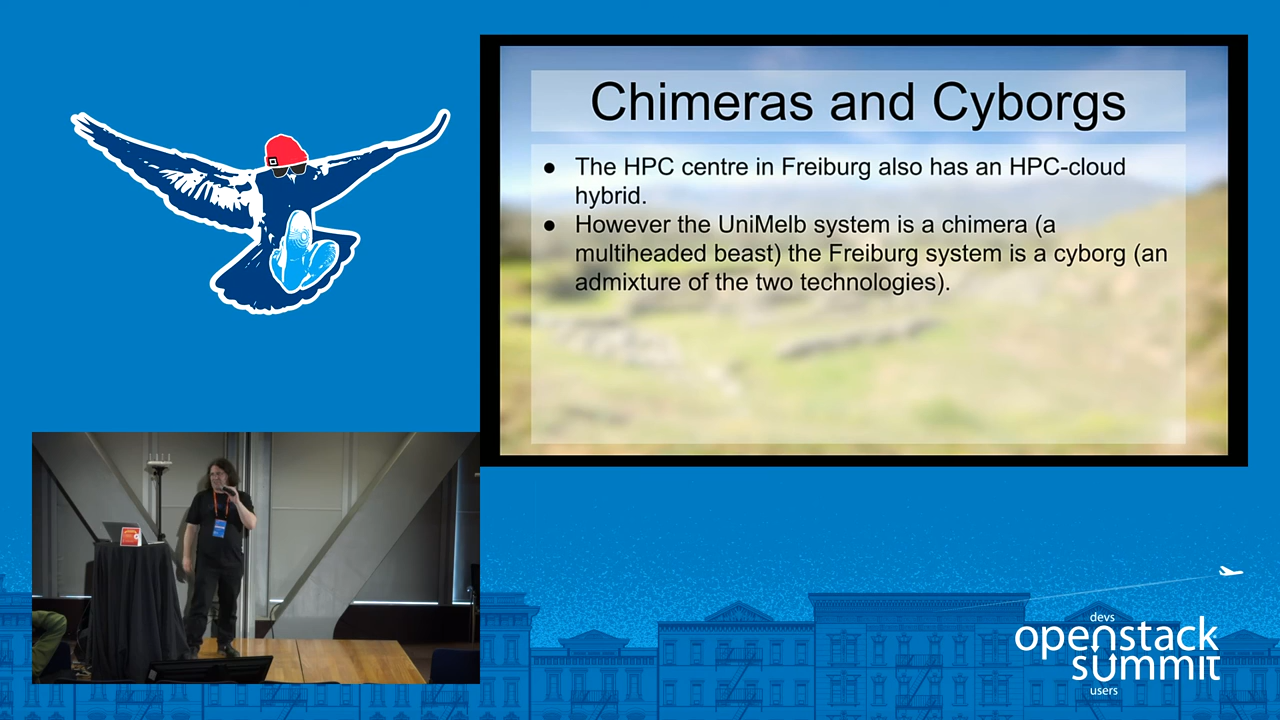 Chimeras and Cyborgs
● The HPC centre in Freiburg also has an HPC-cloud
hybrid.
● However the UniMelb system is a chimera (a
multiheaded beast) the Freiburg system is a cyborg (an
admixture of the two technologies).
devs
openstack
summit
users